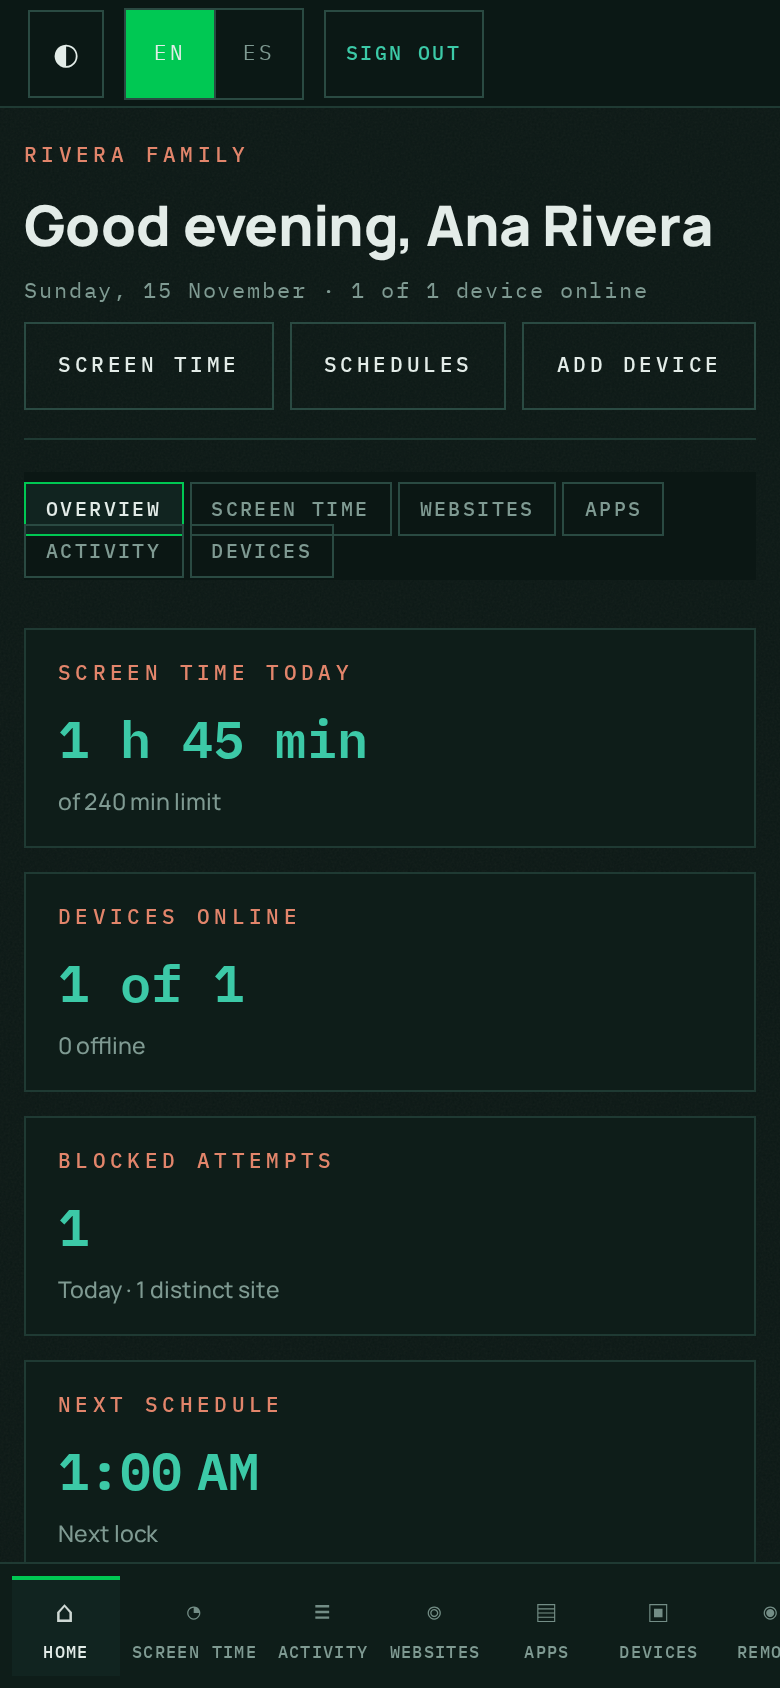 EN ES SIGN OUT
RIVERA FAMILY
Good evening, Ana Rivera
Sunday, 15 November · 1 of 1 device online
SCREEN TIME SCHEDULES ADD DEVICE
OVERVIEW SCREEN TIME WEBSITES APPS
ACTIVITY DEVICES
SCREEN TIME TODAY
1 h 45 min
of 240 min limit
DEVICES ONLINE
1 of 1
0 offline
BLOCKED ATTEMPTS
1
Today · 1 distinct site
NEXT SCHEDULE
1:00 AM
Next lock
HOME SCREEN TIME ACTIVITY WEBSITES APPS DEVICES REMO